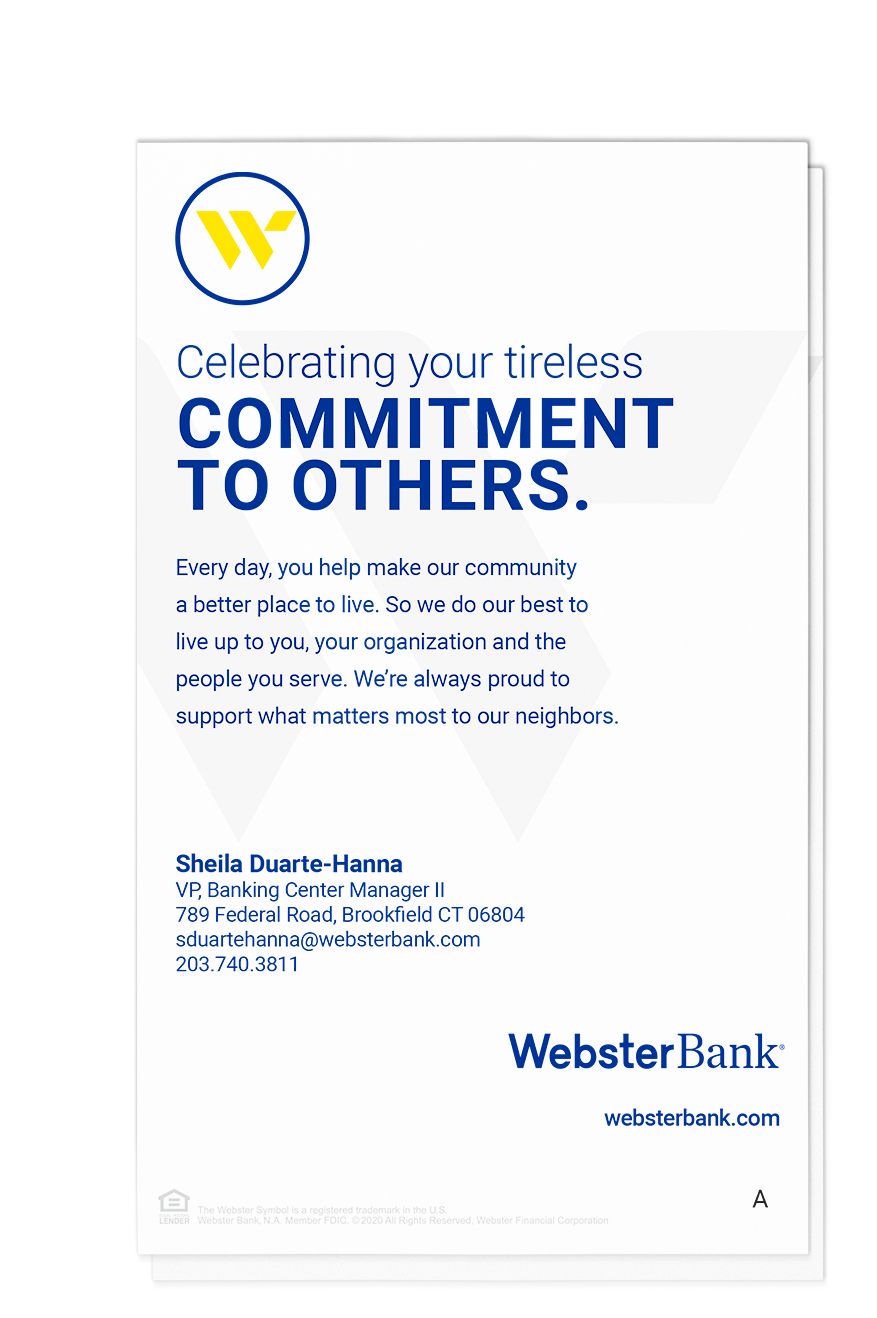 Celebrating your tireless
COMMITMENT
TO OTHERS.
Every day, you help make our community
a better place to live. So we do our best to
live up to you, your organization and the
people you serve. We're always proud to
support what matters most to our neighbors.
Sheila Duarte-Hanna
VP, Banking Center Manager II
789 Federal Road, Brookfield CT 06804
sduartehanna@websterbank.com
203.740.3811
WebsterBank®
websterbank.com
A
LENDER
The Webster Symbol is a registered trademark in the U.S.
Webster Bank, N.A. Member FDIC. ©2020 All Rights Reserved, Webster Financial Corporation